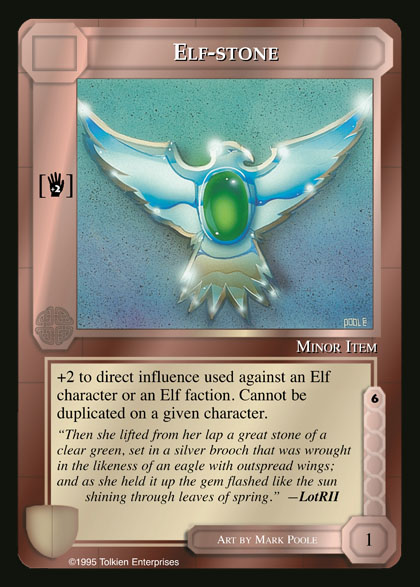 ELF-STONE
[+2]
POOLE
MINOR ITEM
+2 to direct influence used against an Elf
character or an Elf faction. Cannot be
duplicated on a given character.
6
“Then she lifted from her lap a great stone of a
clear green, set in a silver brooch that was wrought
in the likeness of an eagle with outspread wings;
and as she held it up the gem flashed like the sun
shining through leaves of spring.” –LotRII
ART BY MARK POOLE
1
©1995 Tolkien Enterprises